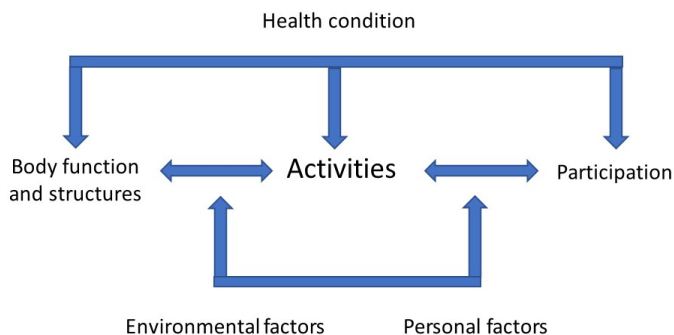 Health condition
Body function
and structures
Activities
Participation
Environmental factors
Personal factors